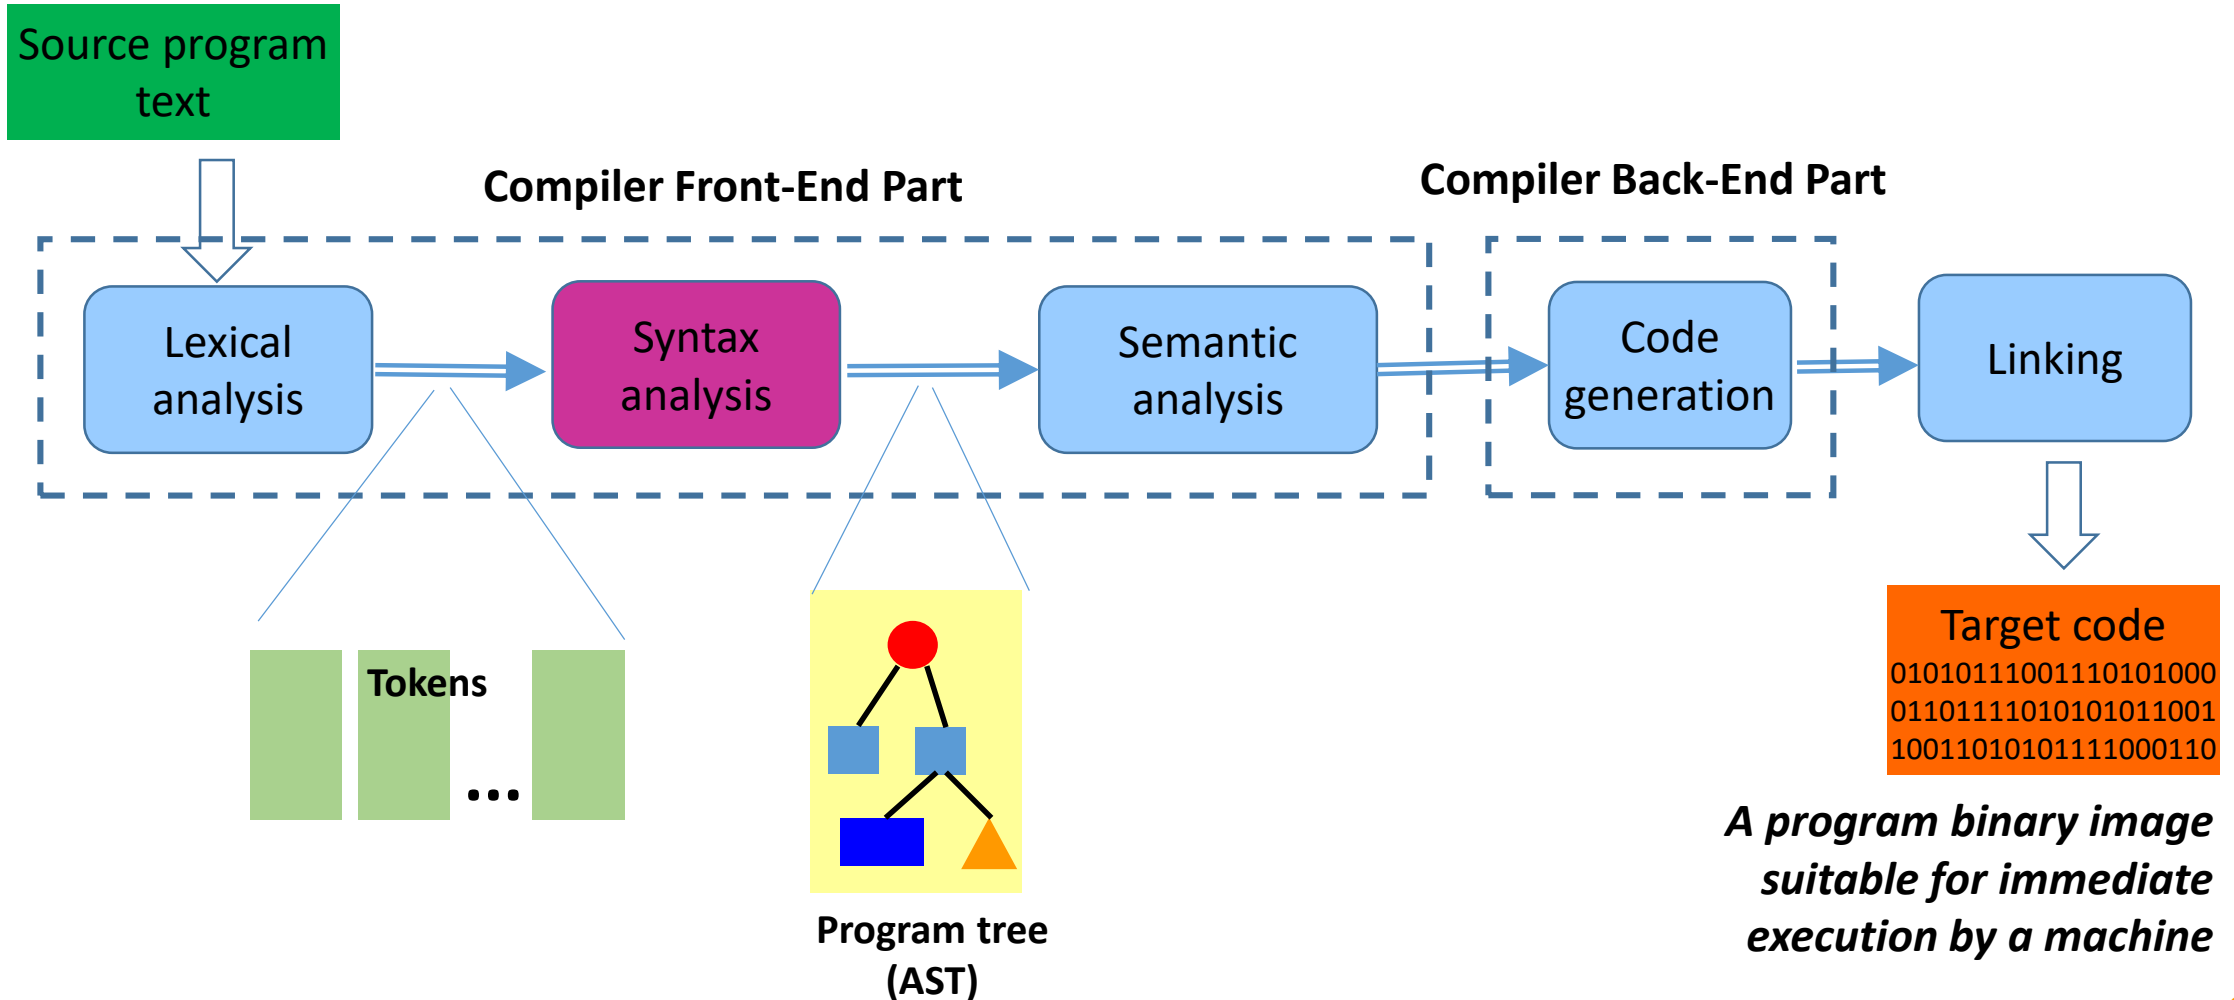 Source program
text
Compiler Front-End Part
Compiler Back-End Part
Lexical
analysis
Syntax
analysis
Semantic
analysis
Code
generation
Linking
Tokens
...
Program tree
(AST)
Target code
01010111001110101000
01101111010101011001
10011010101111000110
A program binary image
suitable for immediate
execution by a machine